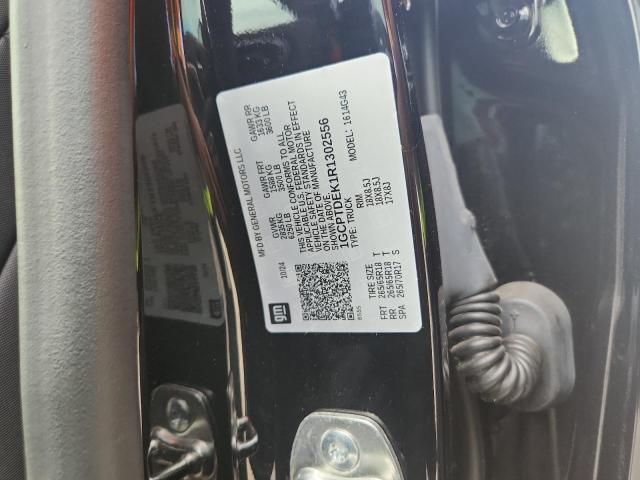 gm
MFD BY GENERAL MOTORS LLC
10/24
GVWR GAWR FRT GAWR RR
2835 KG 1588 KG 1633 KG
6250 LB 3500 LB 3600 LB
THIS VEHICLE CONFORMS TO ALL
APPLICABLE U.S. FEDERAL MOTOR
VEHICLE SAFETY STANDARDS IN EFFECT
ON THE DATE OF MANUFACTURE
SHOWN ABOVE.
1GCPTDEK1R1302556
TYPE: TRUCK MODEL: 1614G43
TIRE SIZE RIM
FRT 265/65R18 T 18X8.5J
RR 265/65R18 T 18X8.5J
SPA 265/70R17 S 17X8J